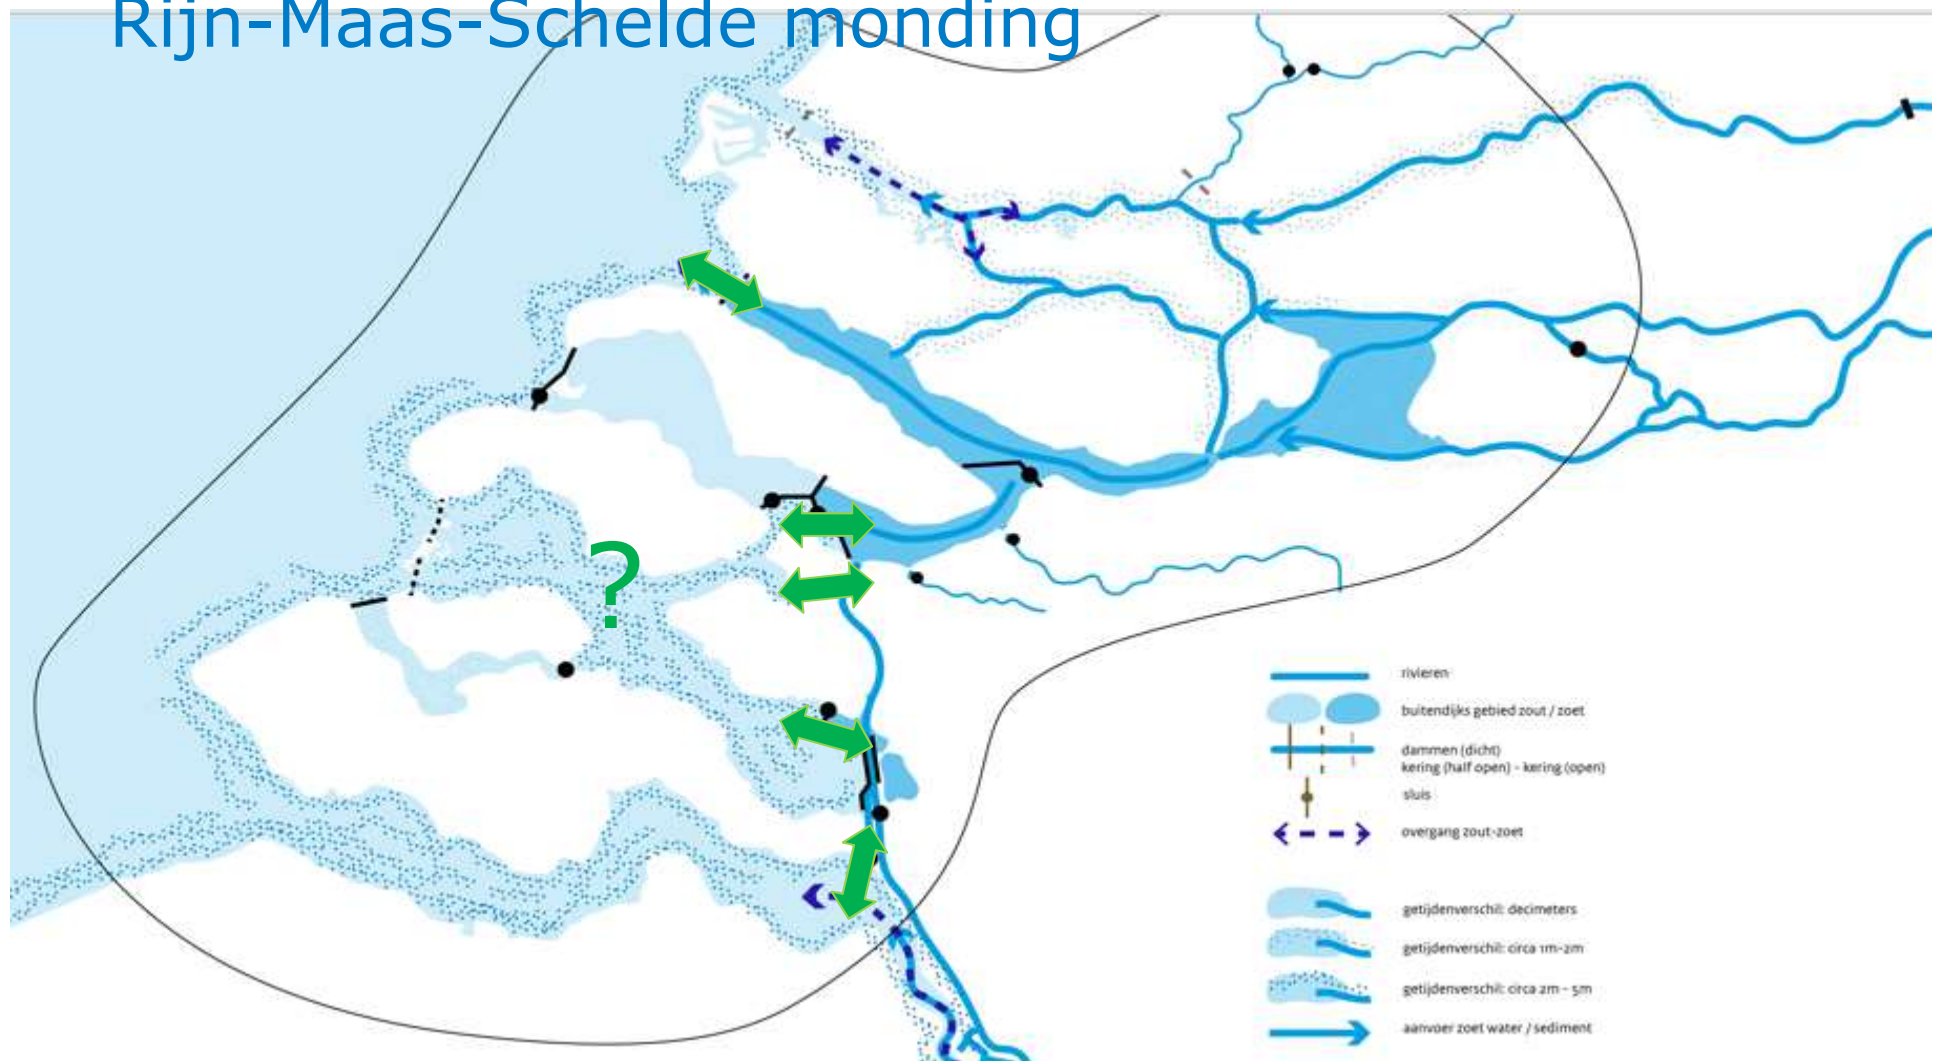 Rijn-Maas-Schelde monding
?
rivieren
buitendijks gebied zout / zoet
dammen (dicht)
kering (half open) - kering (open)
sluis
overgang zout-zoet
getijdenverschil: decimeters
getijdenverschil: circa 1m-2m
getijdenverschil: circa 2m - 5m
aanvoer zoet water / sediment